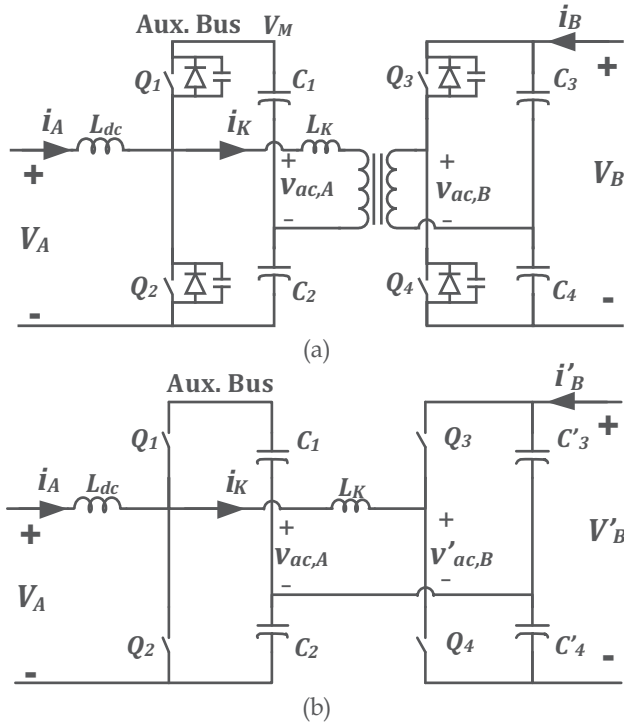 Aux. Bus V_M i_B
Q_1 C_1 Q_3 C_3 +
i_A L_dc i_K L_K
+ + +
v_ac,A v_ac,B V_B
V_A − −
Q_2 C_2 Q_4 C_4
- -
(a)
Aux. Bus i'_B
Q_1 C_1 Q_3 C'_3 +
i_A L_dc i_K L_K
+ + +
v_ac,A v'_ac,B V'_B
V_A − −
Q_2 C_2 Q_4 C'_4
- -
(b)